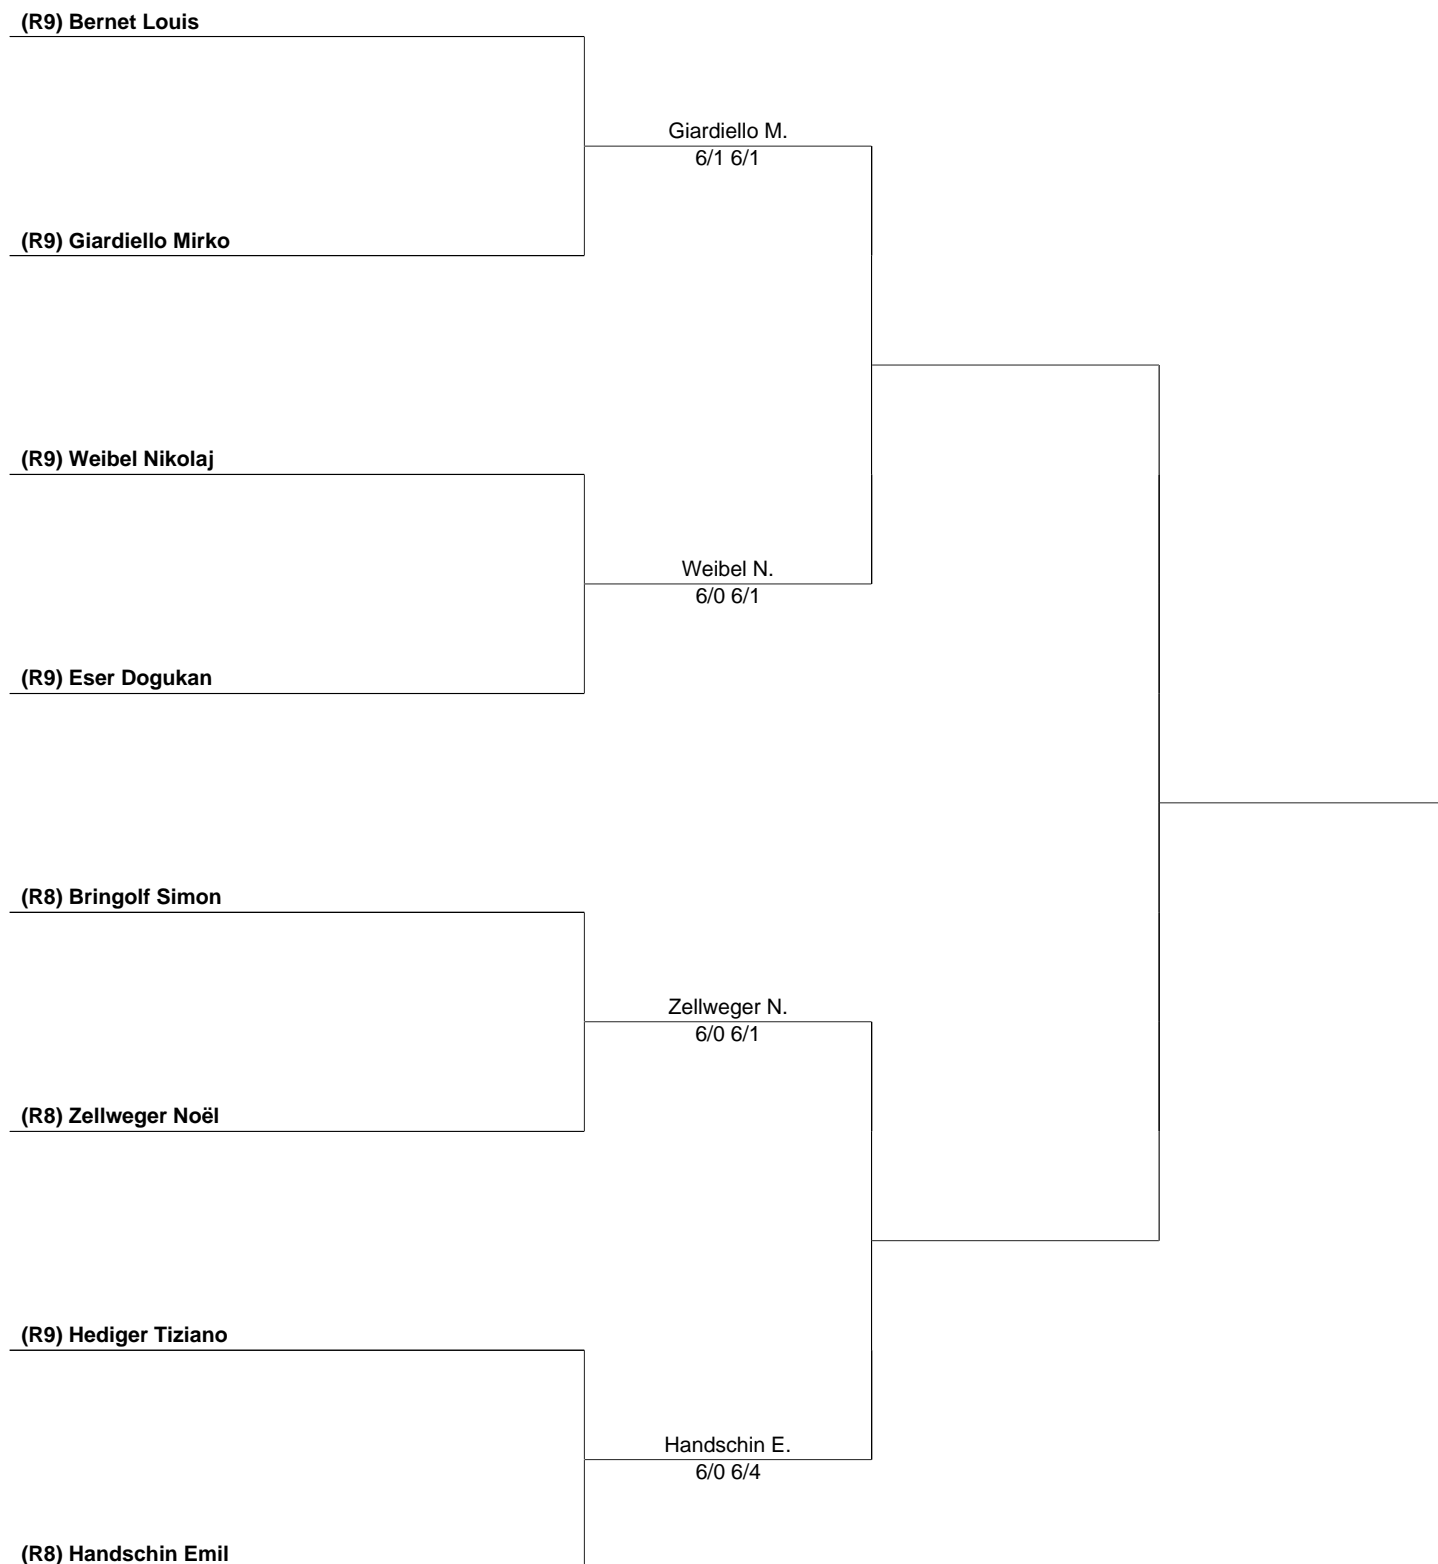 (R9) Bernet Louis
Giardiello M.
6/1 6/1
(R9) Giardiello Mirko
(R9) Weibel Nikolaj
Weibel N.
6/0 6/1
(R9) Eser Dogukan
(R8) Bringolf Simon
Zellweger N.
6/0 6/1
(R8) Zellweger Noël
(R9) Hediger Tiziano
Handschin E.
6/0 6/4
(R8) Handschin Emil